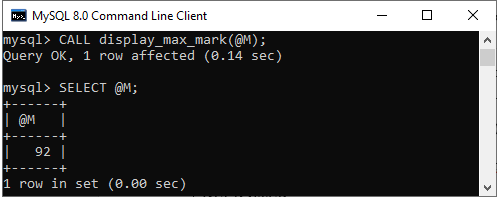 MySQL 8.0 Command Line Client
mysql> CALL display_max_mark(@M);
Query OK, 1 row affected (0.14 sec)
mysql> SELECT @M;
+------+
| @M   |
+------+
|   92 |
+------+
1 row in set (0.00 sec)